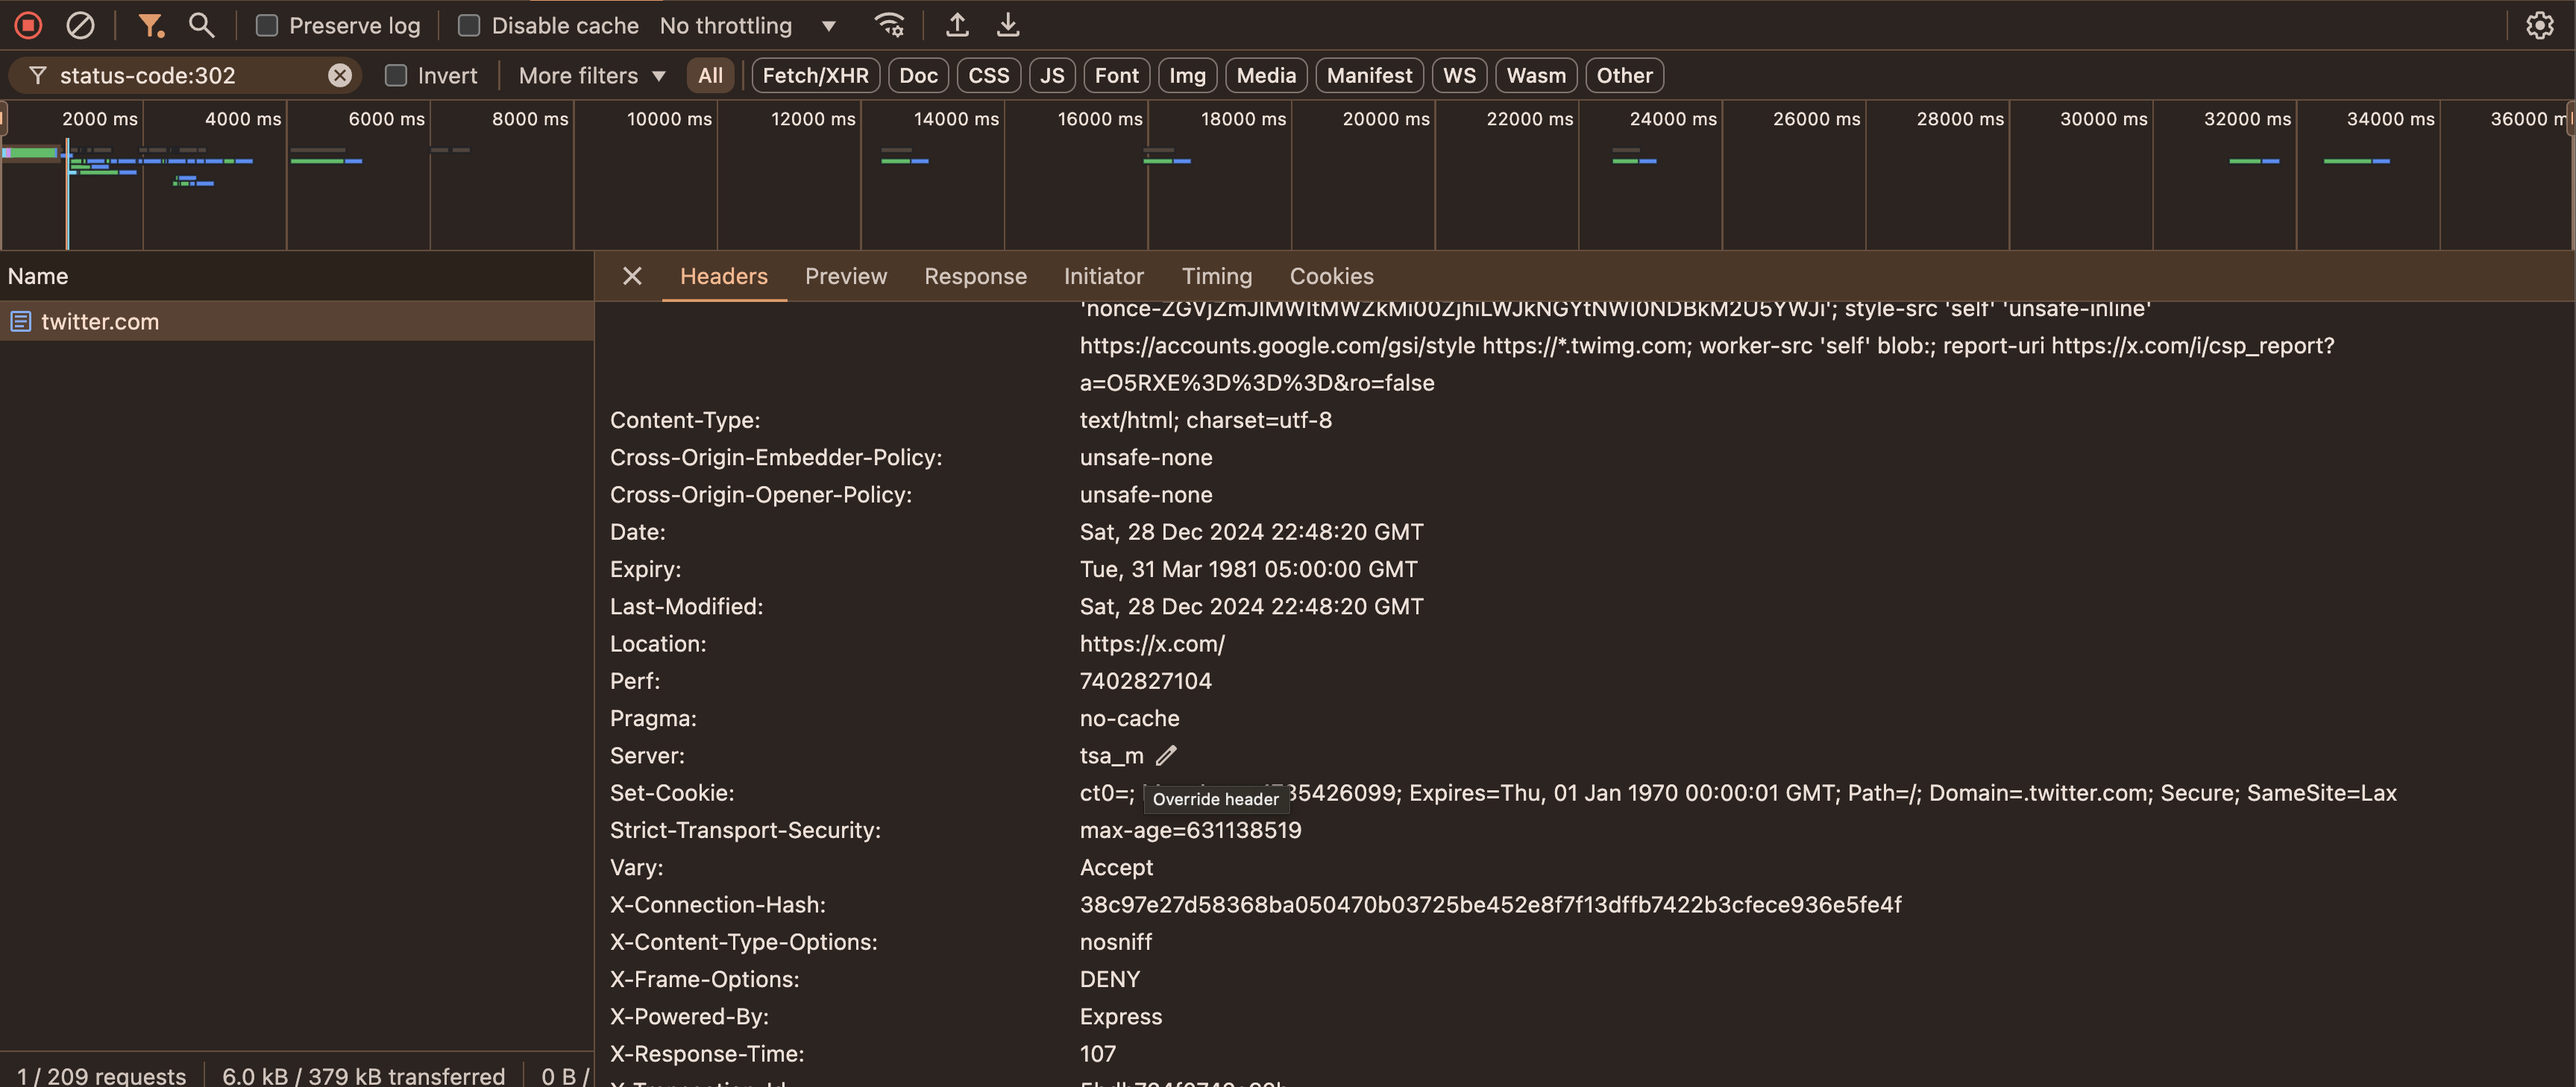 Preserve log Disable cache No throttling
status-code:302 Invert More filters All Fetch/XHR Doc CSS JS Font Img Media Manifest WS Wasm Other
2000 ms 4000 ms 6000 ms 8000 ms 10000 ms 12000 ms 14000 ms 16000 ms 18000 ms 20000 ms 22000 ms 24000 ms 26000 ms 28000 ms 30000 ms 32000 ms 34000 ms 36000 m
Name
twitter.com
Headers Preview Response Initiator Timing Cookies
style-src 'self' 'unsafe-inline'
https://accounts.google.com/gsi/style https://*.twimg.com; worker-src 'self' blob:; report-uri https://x.com/i/csp_report?
a=O5RXE%3D%3D%3D&ro=false
Content-Type: text/html; charset=utf-8
Cross-Origin-Embedder-Policy: unsafe-none
Cross-Origin-Opener-Policy: unsafe-none
Date: Sat, 28 Dec 2024 22:48:20 GMT
Expiry: Tue, 31 Mar 1981 05:00:00 GMT
Last-Modified: Sat, 28 Dec 2024 22:48:20 GMT
Location: https://x.com/
Perf: 7402827104
Pragma: no-cache
Server: tsa_m
Set-Cookie: ct0=; Override header 35426099; Expires=Thu, 01 Jan 1970 00:00:01 GMT; Path=/; Domain=.twitter.com; Secure; SameSite=Lax
Strict-Transport-Security: max-age=631138519
Vary: Accept
X-Connection-Hash: 38c97e27d58368ba050470b03725be452e8f7f13dffb7422b3cfece936e5fe4f
X-Content-Type-Options: nosniff
X-Frame-Options: DENY
X-Powered-By: Express
X-Response-Time: 107
1 / 209 requests 6.0 kB / 379 kB transferred 0 B /